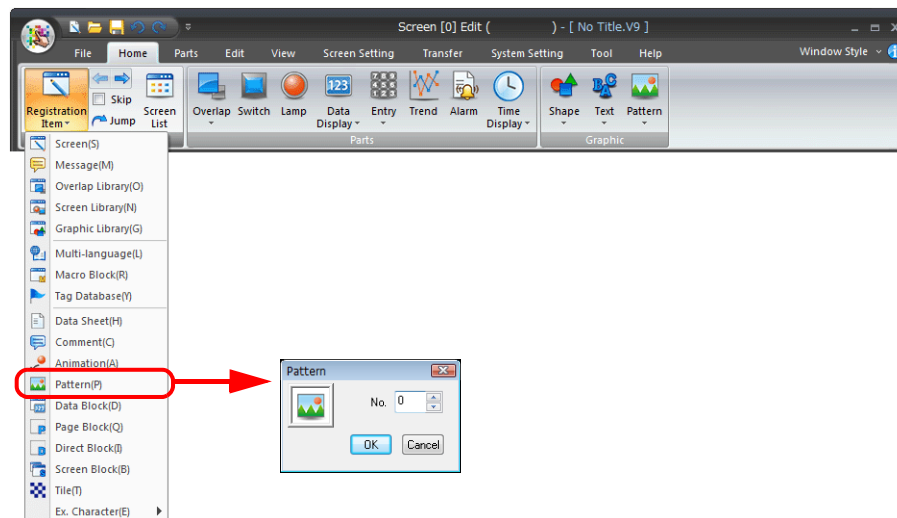 Screen [0] Edit ( ) - [ No Title.V9 ]
File Home Parts Edit View Screen Setting Transfer System Setting Tool Help Window Style
Registration Item
Skip
Jump
Screen List
Overlap Switch Lamp Data Display Entry Trend Alarm Time Display Shape Text Pattern
123
Parts Graphic
Screen(S)
Message(M)
Overlap Library(O)
Screen Library(N)
Graphic Library(G)
Multi-language(L)
Macro Block(R)
Tag Database(Y)
Data Sheet(H)
Comment(C)
Animation(A)
Pattern(P)
Data Block(D)
Page Block(Q)
Direct Block(I)
Screen Block(B)
Tile(T)
Ex. Character(E)
Pattern
No. 0
OK Cancel